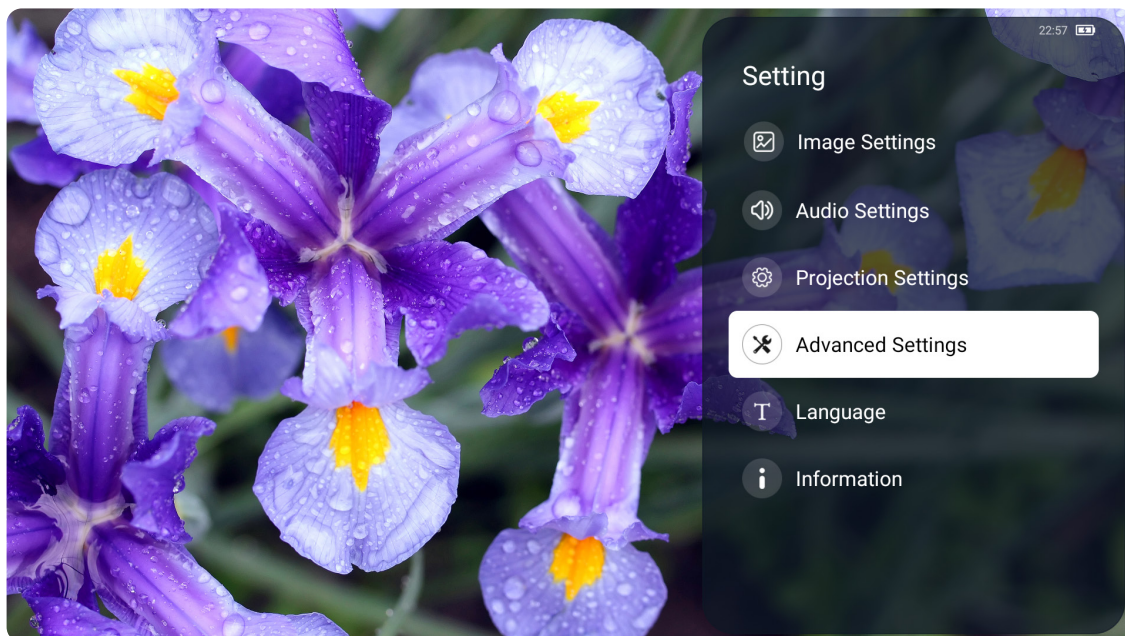 22:57
Setting
Image Settings
Audio Settings
Projection Settings
Advanced Settings
Language
Information